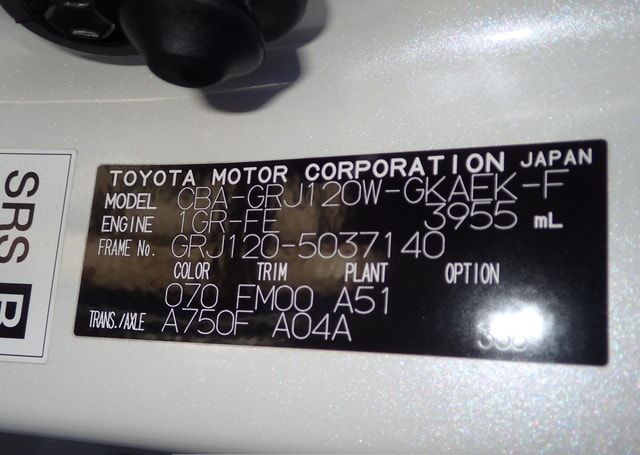 SRS B
TOYOTA MOTOR CORPORATION JAPAN
MODEL CBA-GRJ120W-GKAEK-F
ENGINE 1GR-FE 3955 mL
FRAME No. GRJ120-5037140
COLOR TRIM PLANT OPTION
070 FM00 A51
TRANS./AXLE A750F A04A